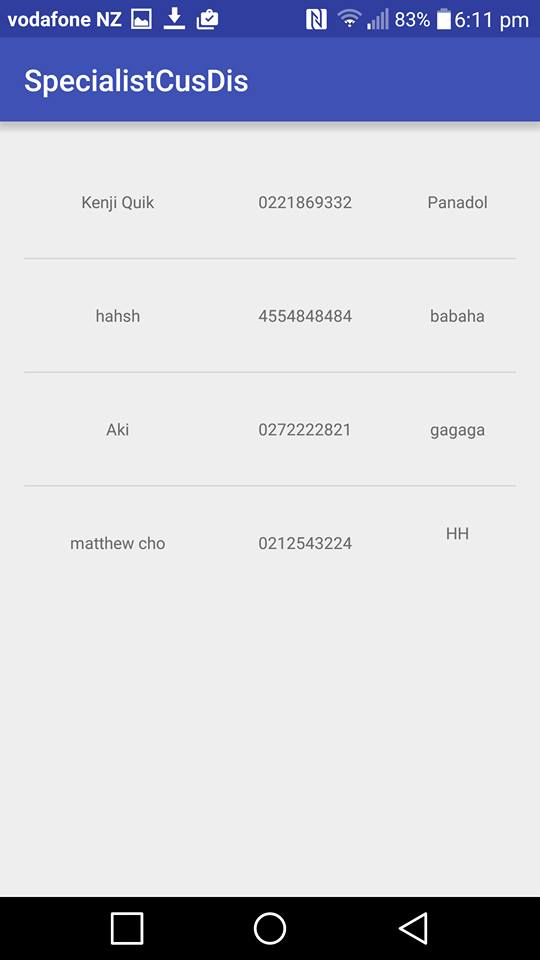 vodafone NZ 83% 6:11 pm
SpecialistCusDis
Kenji Quik 0221869332 Panadol
hahsh 4554848484 babaha
Aki 0272222821 gagaga
matthew cho 0212543224 HH